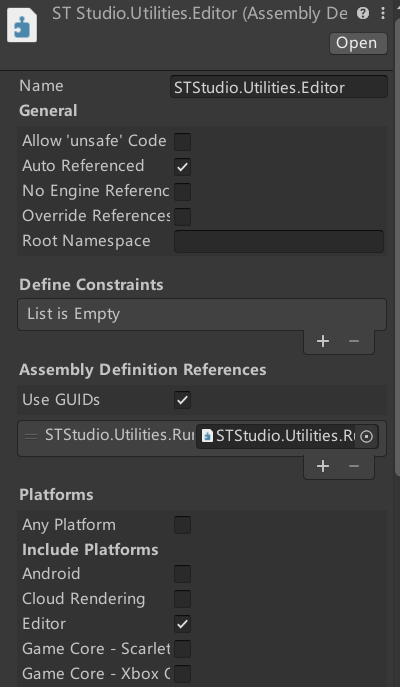 ST Studio.Utilities.Editor (Assembly De
Open
Name STStudio.Utilities.Editor
General
Allow 'unsafe' Code
Auto Referenced
No Engine Referenc
Override References
Root Namespace
Define Constraints
List is Empty
+ −
Assembly Definition References
Use GUIDs
STStudio.Utilities.Rur STStudio.Utilities.Ru
+ −
Platforms
Any Platform
Include Platforms
Android
Cloud Rendering
Editor
Game Core - Scarlet
Game Core - Xbox O